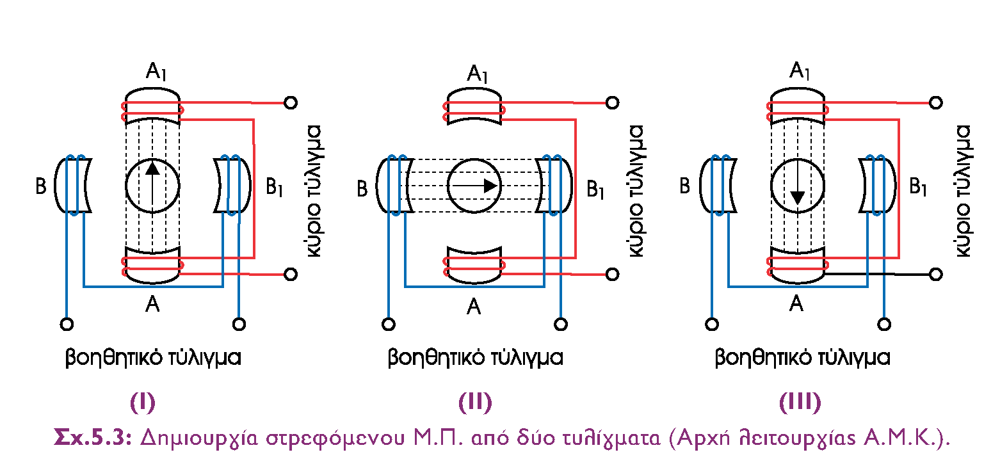 A1
B
B1
A
κύριο τύλιγμα
βοηθητικό τύλιγμα
(I)
A1
B
B1
A
κύριο τύλιγμα
βοηθητικό τύλιγμα
(II)
A1
B
B1
A
κύριο τύλιγμα
βοηθητικό τύλιγμα
(III)
Σχ.5.3: Δημιουργία στρεφόμενου Μ.Π. από δύο τυλίγματα (Αρχή λειτουργίας Α.Μ.Κ.).